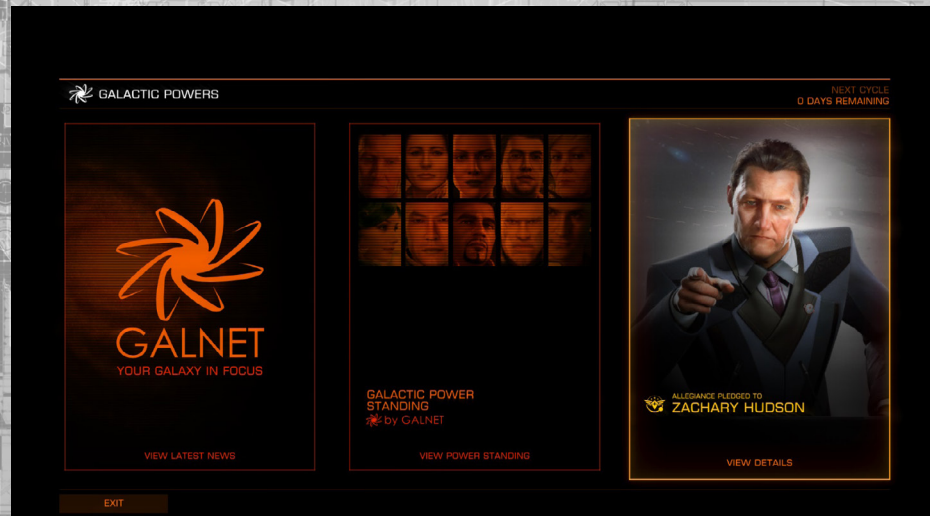 GALACTIC POWERS
NEXT CYCLE
0 DAYS REMAINING
GALNET
YOUR GALAXY IN FOCUS
VIEW LATEST NEWS
GALACTIC POWER
STANDING
by GALNET
VIEW POWER STANDING
ALLEGIANCE PLEDGED TO
ZACHARY HUDSON
VIEW DETAILS
EXIT